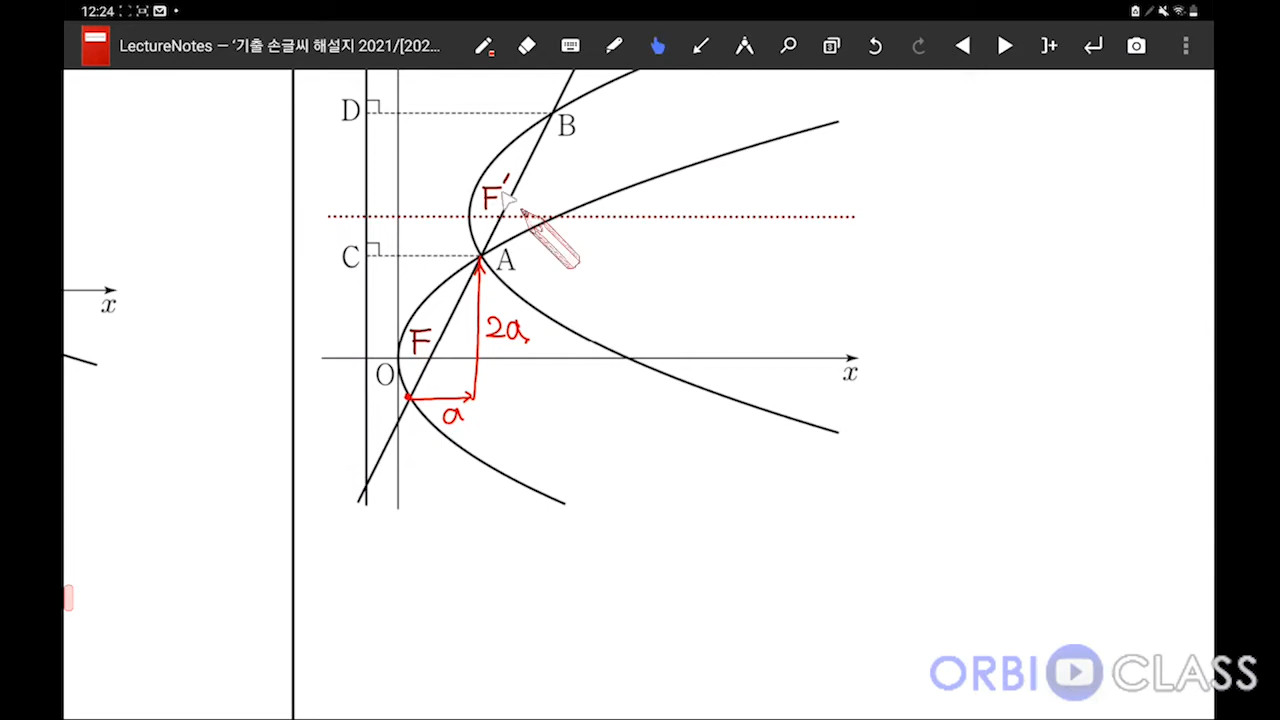 12:24
LectureNotes – ‘기출 손글씨 해설지 2021/[202...
D
B
F′
C
A
x
F
2a
O
x
a
ORBI CLASS